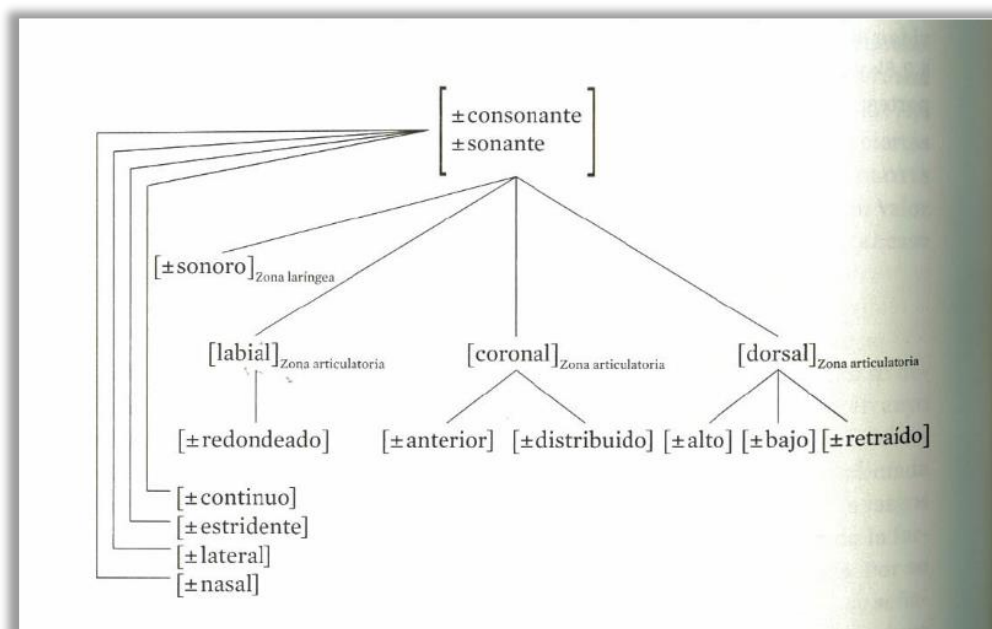 ±consonante
±sonante
[±sonoro]Zona laríngea
[labial]Zona articulatoria
[coronal]Zona articulatoria
[dorsal]Zona articulatoria
[±redondeado]
[±anterior]
[±distribuido]
[±alto]
[±bajo]
[±retraído]
[±continuo]
[±estridente]
[±lateral]
[±nasal]